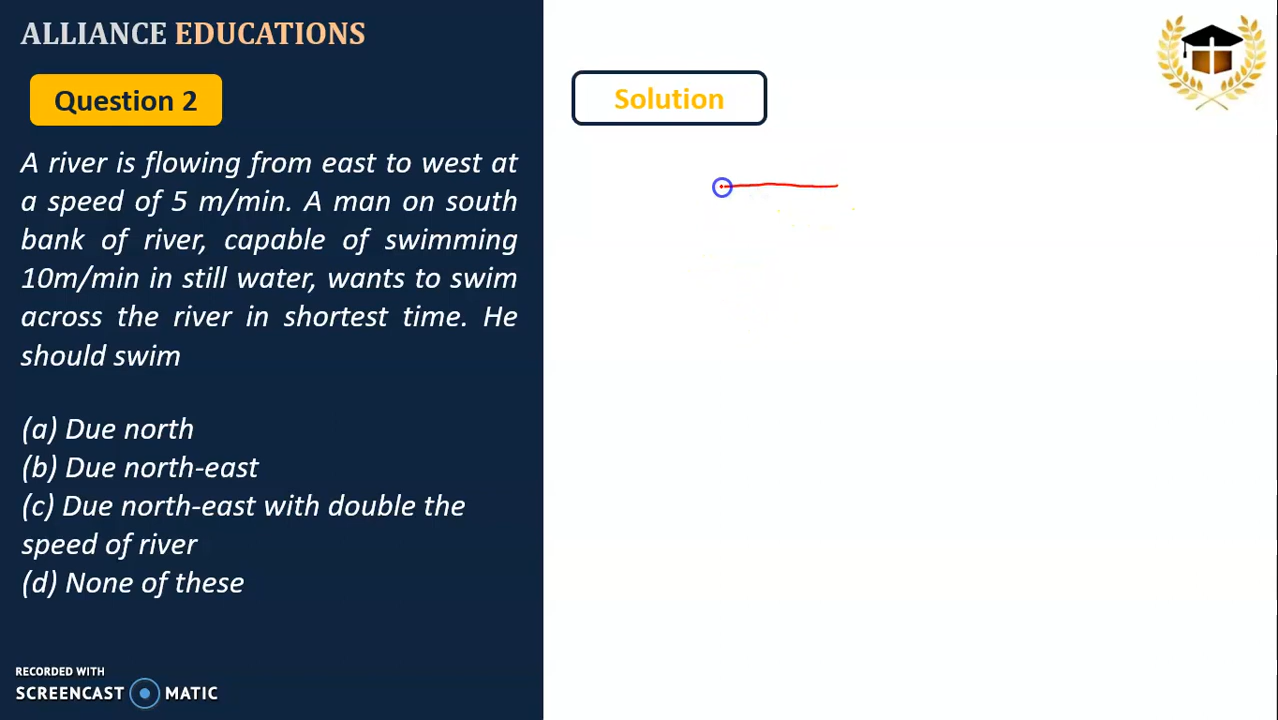 ALLIANCE EDUCATIONS
Question 2
A river is flowing from east to west at
a speed of 5 m/min. A man on south
bank of river, capable of swimming
10m/min in still water, wants to swim
across the river in shortest time. He
should swim
(a) Due north
(b) Due north-east
(c) Due north-east with double the
speed of river
(d) None of these
RECORDED WITH
SCREENCAST MATIC
Solution